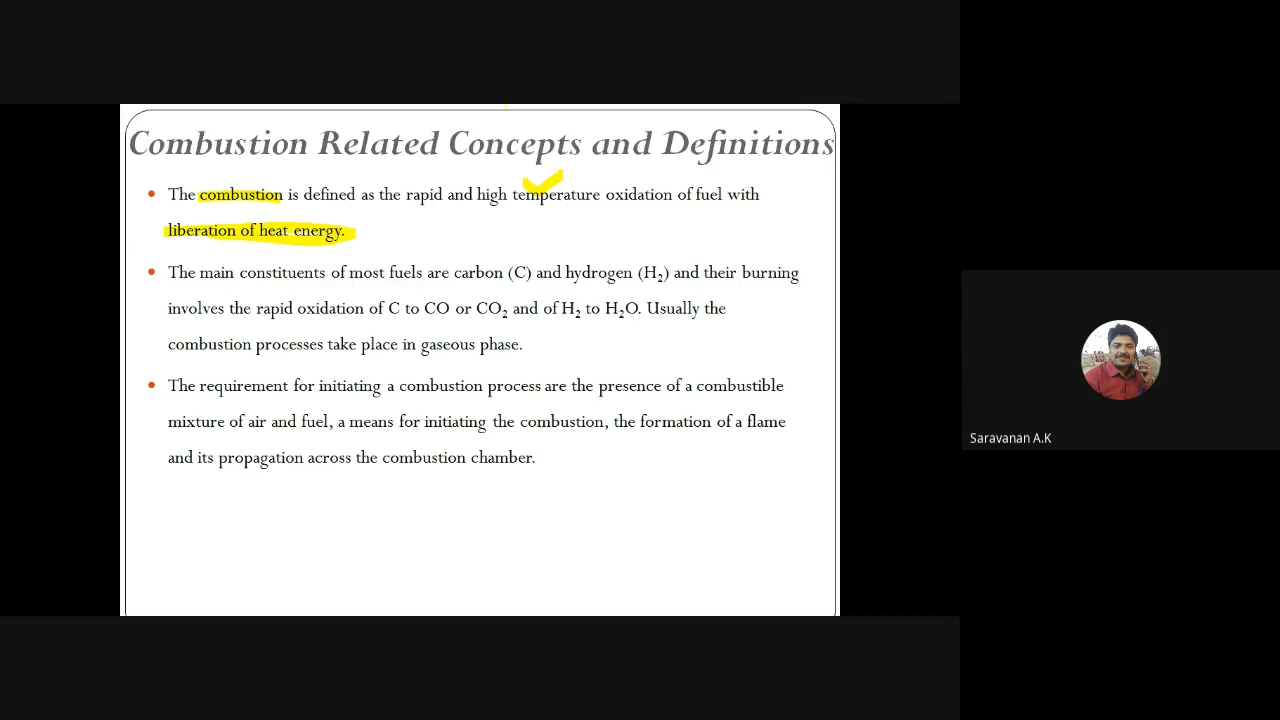 Combustion Related Concepts and Definitions
• The combustion is defined as the rapid and high temperature oxidation of fuel with
liberation of heat energy.
• The main constituents of most fuels are carbon (C) and hydrogen (H₂) and their burning
involves the rapid oxidation of C to CO or CO₂ and of H₂ to H₂O. Usually the
combustion processes take place in gaseous phase.
• The requirement for initiating a combustion process are the presence of a combustible
mixture of air and fuel, a means for initiating the combustion, the formation of a flame
and its propagation across the combustion chamber.
Saravanan A.K